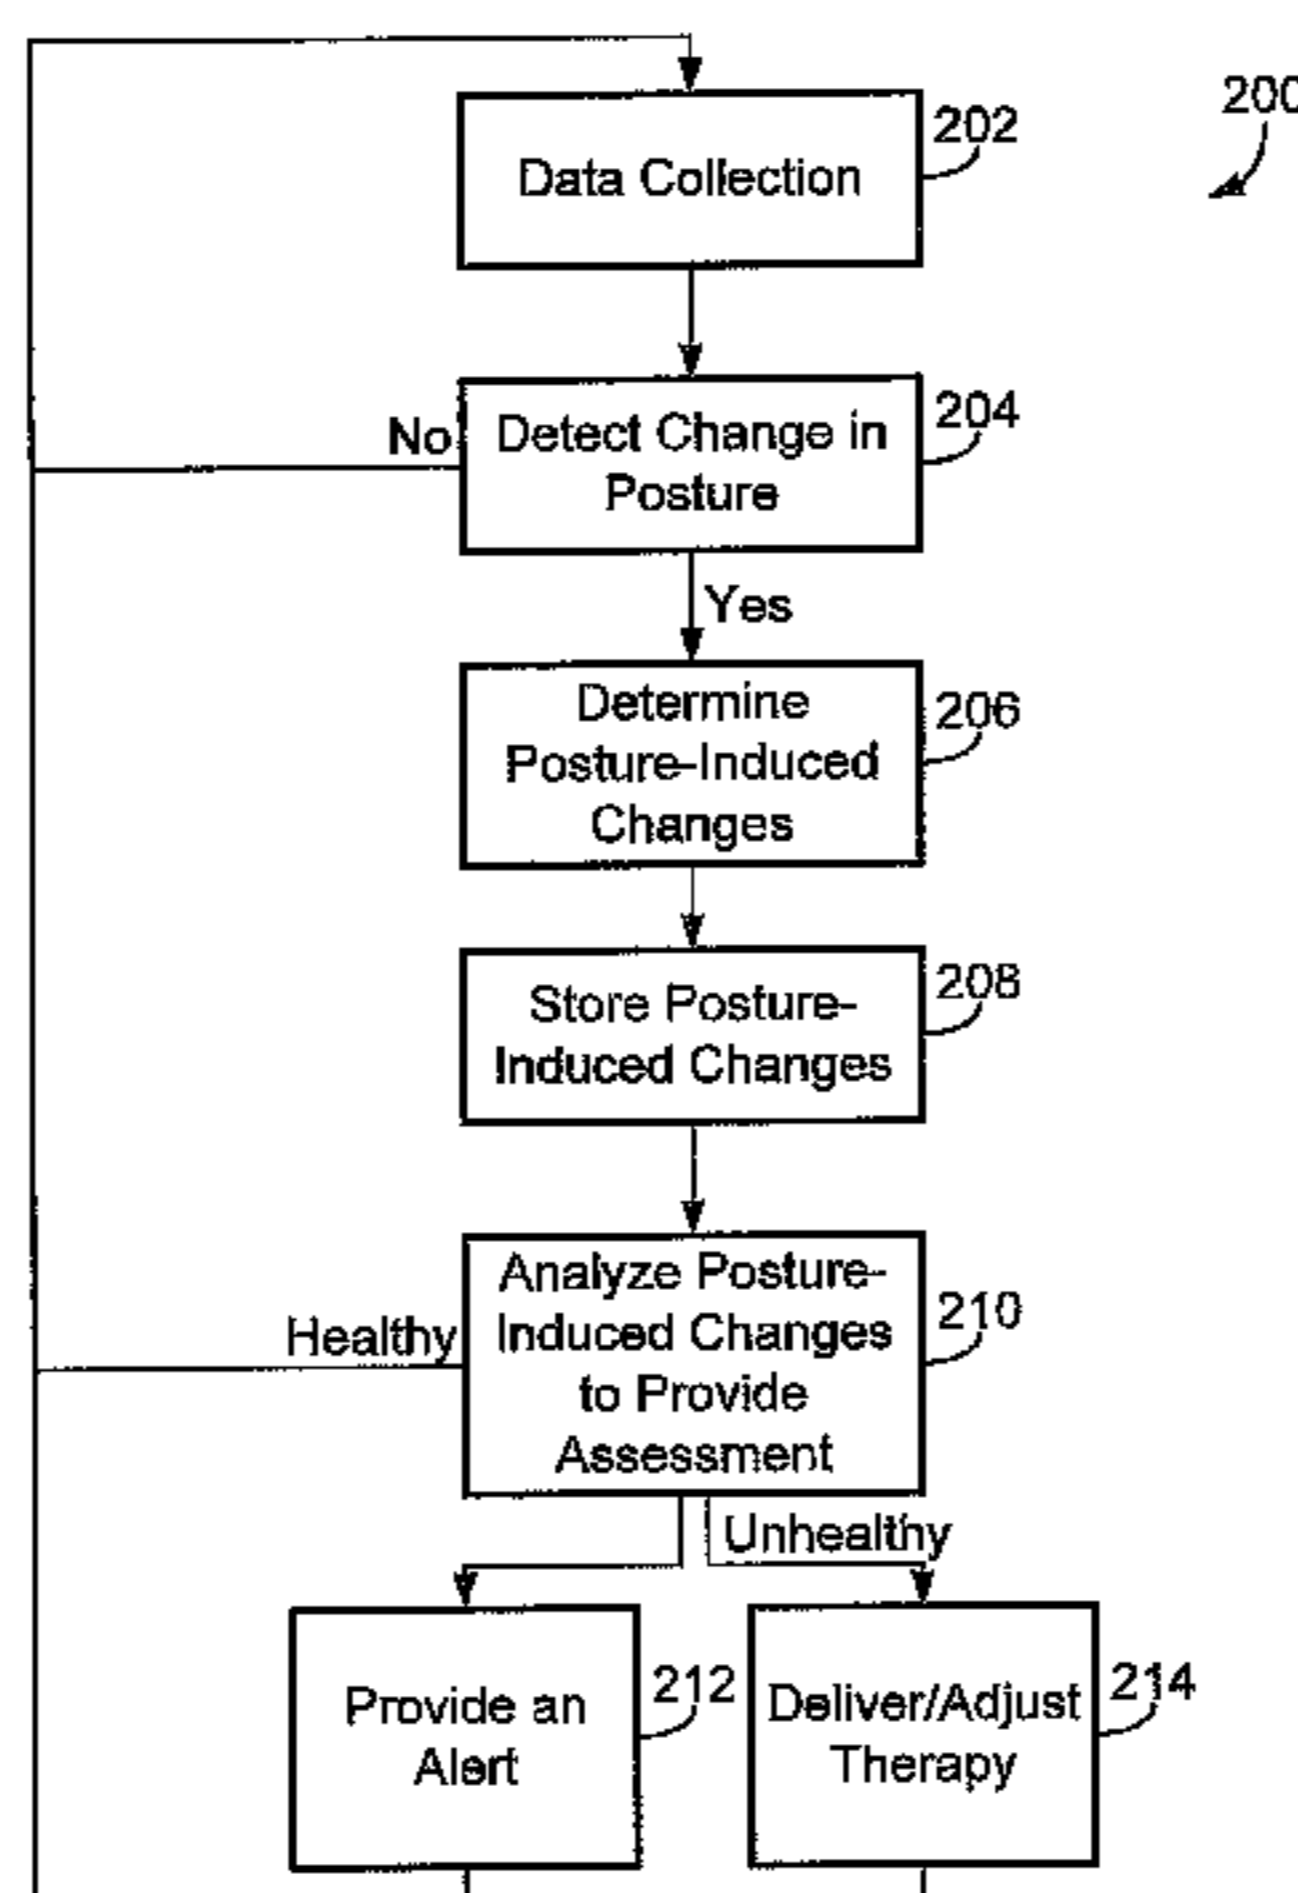 200
202
Data Collection
204
No
Detect Change in
Posture
Yes
206
Determine
Posture-Induced
Changes
208
Store Posture-
Induced Changes
210
Healthy
Analyze Posture-
Induced Changes
to Provide
Assessment
Unhealthy
212
Provide an
Alert
214
Deliver/Adjust
Therapy